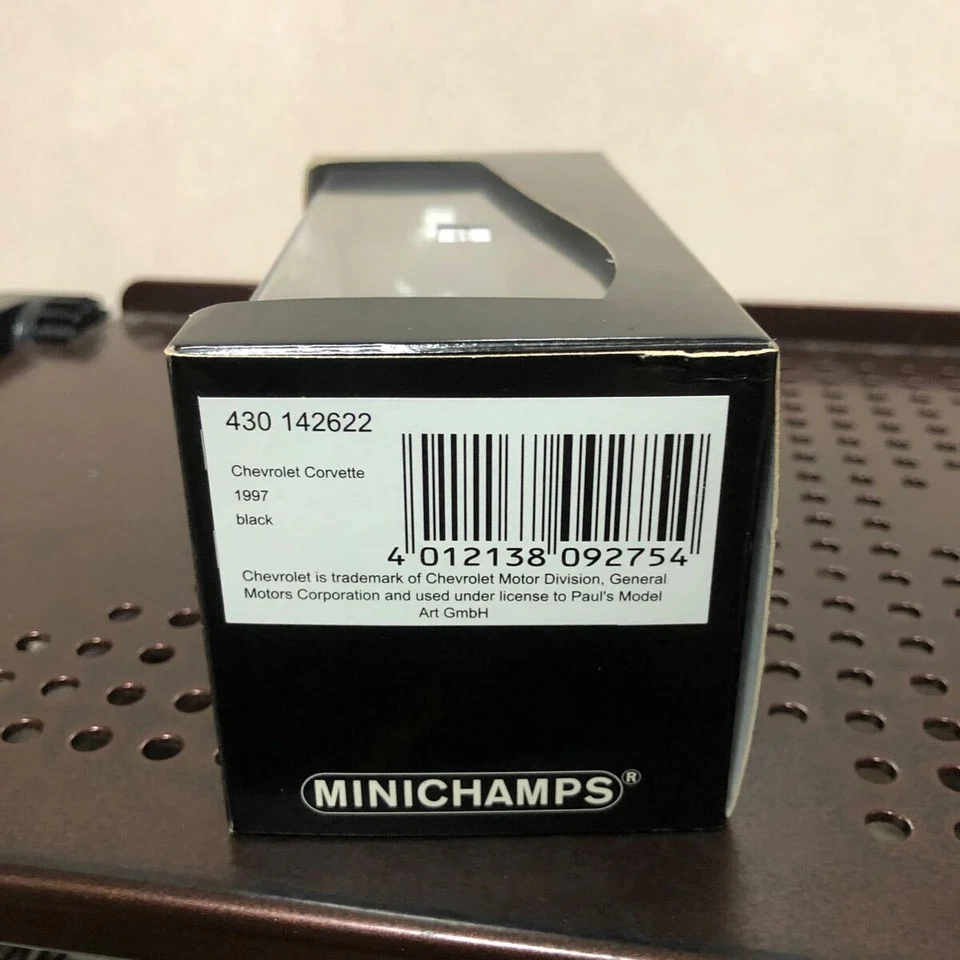 430 142622
Chevrolet Corvette
1997
black
4 012138 092754
Chevrolet is trademark of Chevrolet Motor Division, General
Motors Corporation and used under license to Paul's Model
Art GmbH
MINICHAMPS®